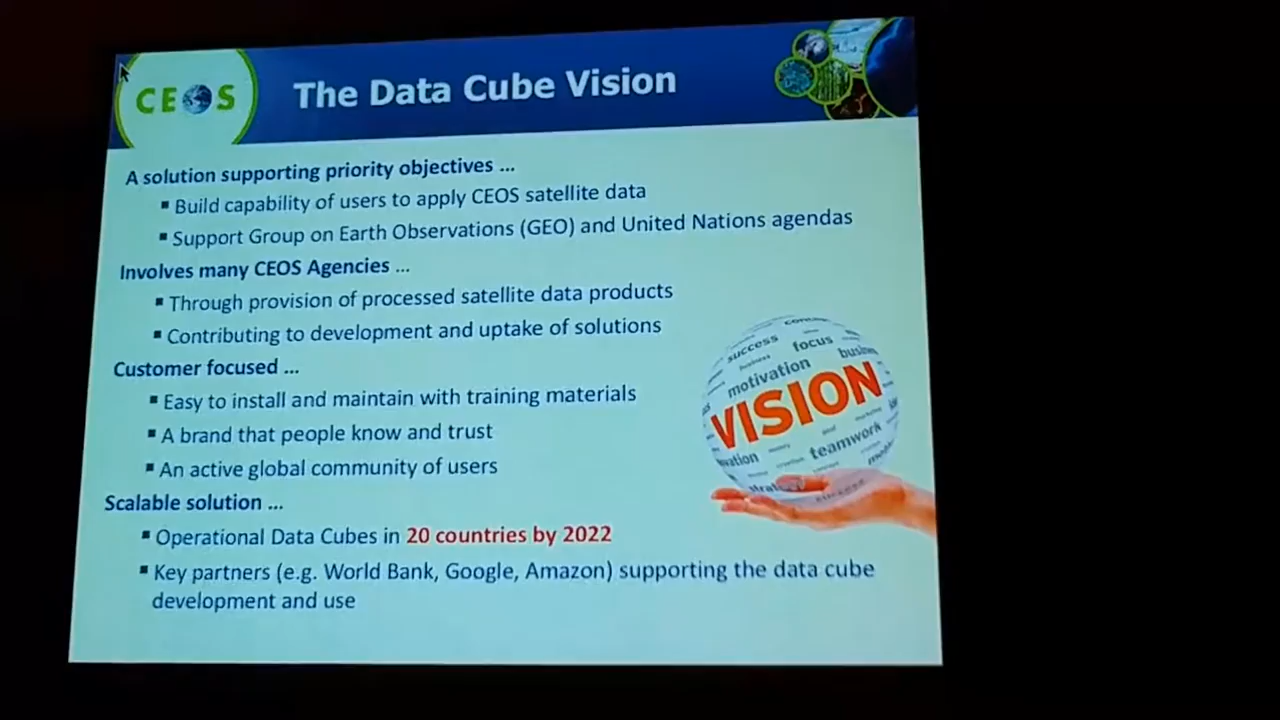 CEOS
The Data Cube Vision
A solution supporting priority objectives ...
▪ Build capability of users to apply CEOS satellite data
▪ Support Group on Earth Observations (GEO) and United Nations agendas
Involves many CEOS Agencies ...
▪ Through provision of processed satellite data products
▪ Contributing to development and uptake of solutions
Customer focused ...
▪ Easy to install and maintain with training materials
▪ A brand that people know and trust
▪ An active global community of users
Scalable solution ...
▪ Operational Data Cubes in 20 countries by 2022
▪ Key partners (e.g. World Bank, Google, Amazon) supporting the data cube
development and use
success
focus
motivation
VISION
teamwork
success